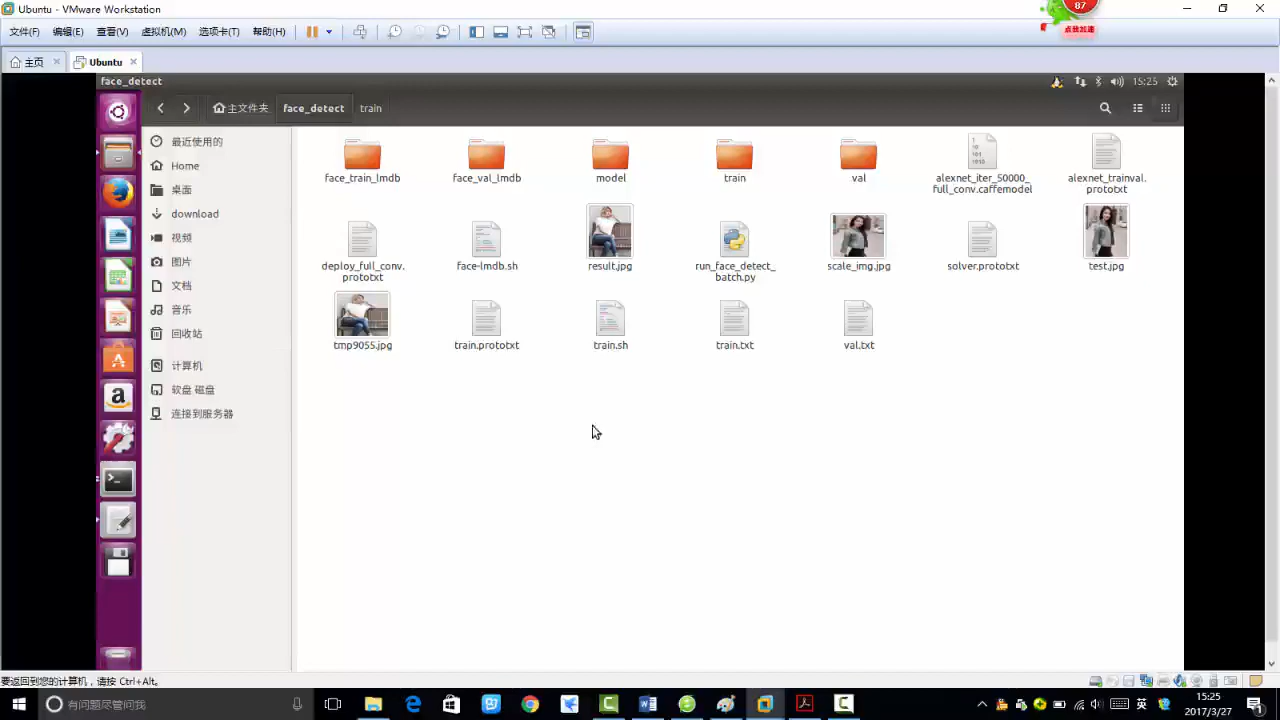 Ubuntu - VMware Workstation
87
点我加速
文件(F) 编辑(E) 查看(V) 虚拟机(M) 选项卡(T) 帮助(H)
主页 Ubuntu
face_detect
15:25
主文件夹 face_detect train
最近使用的
Home
桌面
download
视频
图片
文档
音乐
回收站
计算机
软盘 磁盘
连接到服务器
face_train_lmdb
face_val_lmdb
model
train
val
alexnet_iter_50000_
full_conv.caffemodel
alexnet_trainval.
prototxt
deploy_full_conv.
prototxt
face-lmdb.sh
result.jpg
run_face_detect_
batch.py
scale_img.jpg
solver.prototxt
test.jpg
tmp9055.jpg
train.prototxt
train.sh
train.txt
val.txt
要返回到您的计算机，请按 Ctrl+Alt。
有问题尽管问我
英
15:25
2017/3/27